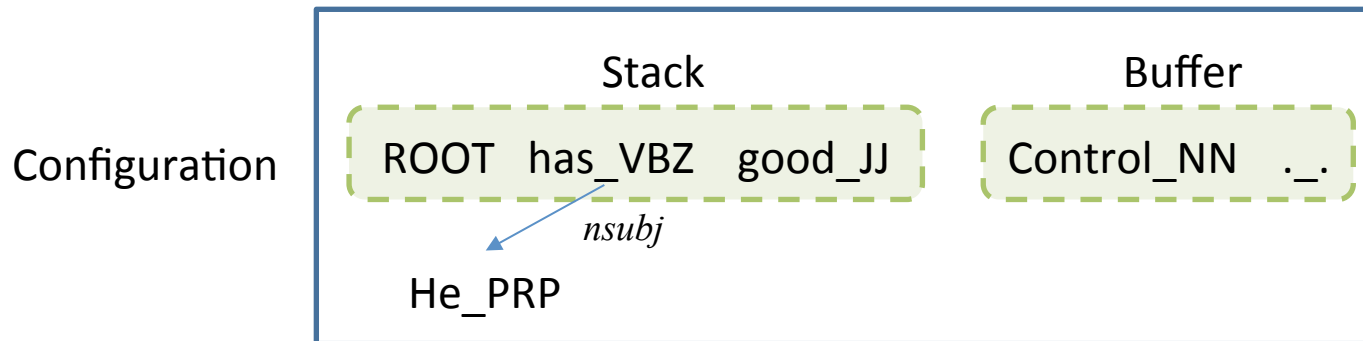 Stack Buffer
Configuration ROOT has_VBZ good_JJ Control_NN ._.
nsubj
He_PRP